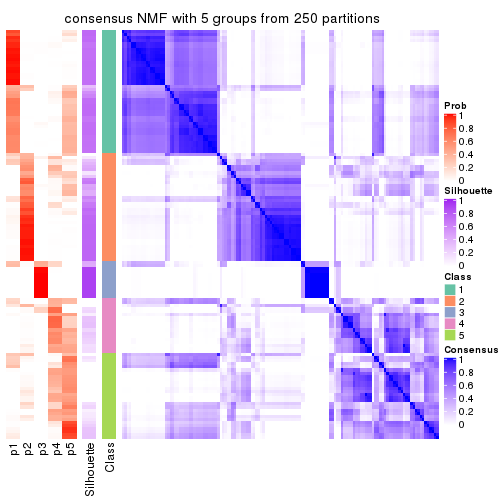 consensus NMF with 5 groups from 250 partitions
Prob
1
0.8
0.6
0.4
0.2
0
Silhouette
1
0.8
0.6
0.4
0.2
0
Class
1
2
3
4
5
Consensus
1
0.8
0.6
0.4
0.2
0
p1
p2
p3
p4
p5
Silhouette
Class